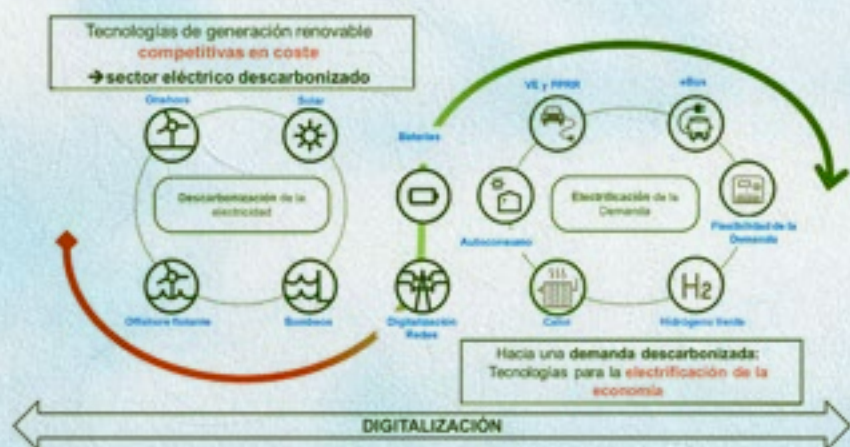 Tecnologías de generación renovable
competitivas en coste
→ sector eléctrico descarbonizado
Onshore
Solar
Descarbonización de la
electricidad
Offshore flotante
Bombeos
Baterías
Digitalización
Redes
VE y PPRR
eBus
Autoconsumo
Electrificación de la
Demanda
Flexibilidad de la
Demanda
Calor
Hidrógeno Verde
H2
Hacia una demanda descarbonizada:
Tecnologías para la electrificación de la
economía
DIGITALIZACIÓN